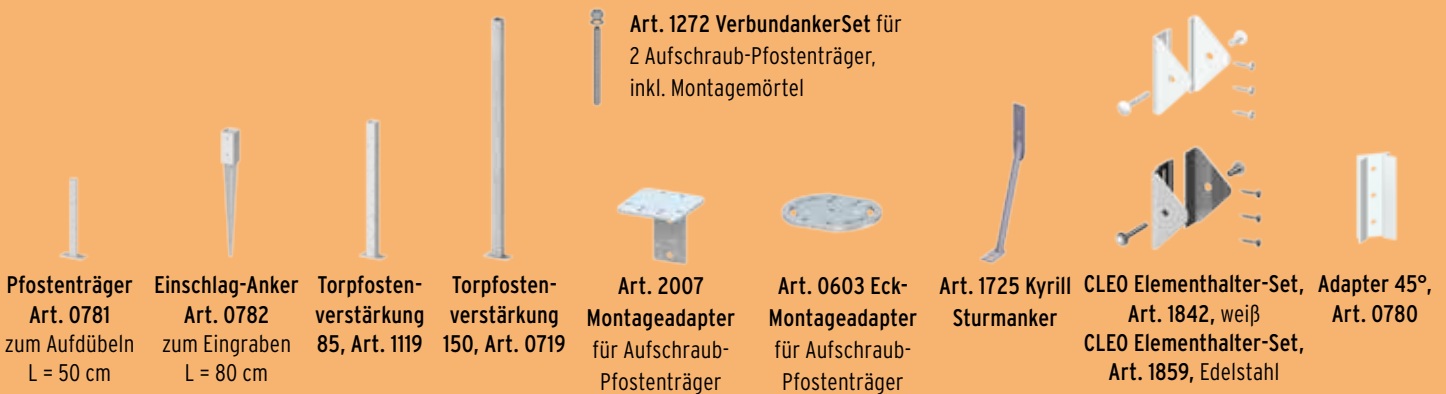 Art. 1272 VerbundankerSet für
2 Aufschraub-Pfostenträger,
inkl. Montagemörtel
Pfostenträger
Art. 0781
zum Aufdübeln
L = 50 cm
Einschlag-Anker
Art. 0782
zum Eingraben
L = 80 cm
Torpfosten-
verstärkung
85, Art. 1119
Torpfosten-
verstärkung
150, Art. 0719
Art. 2007
Montageadapter
für Aufschraub-
Pfostenträger
Art. 0603 Eck-
Montageadapter
für Aufschraub-
Pfostenträger
Art. 1725 Kyrill
Sturmanker
CLEO Elementhalter-Set,
Art. 1842, weiß
CLEO Elementhalter-Set,
Art. 1859, Edelstahl
Adapter 45°,
Art. 0780